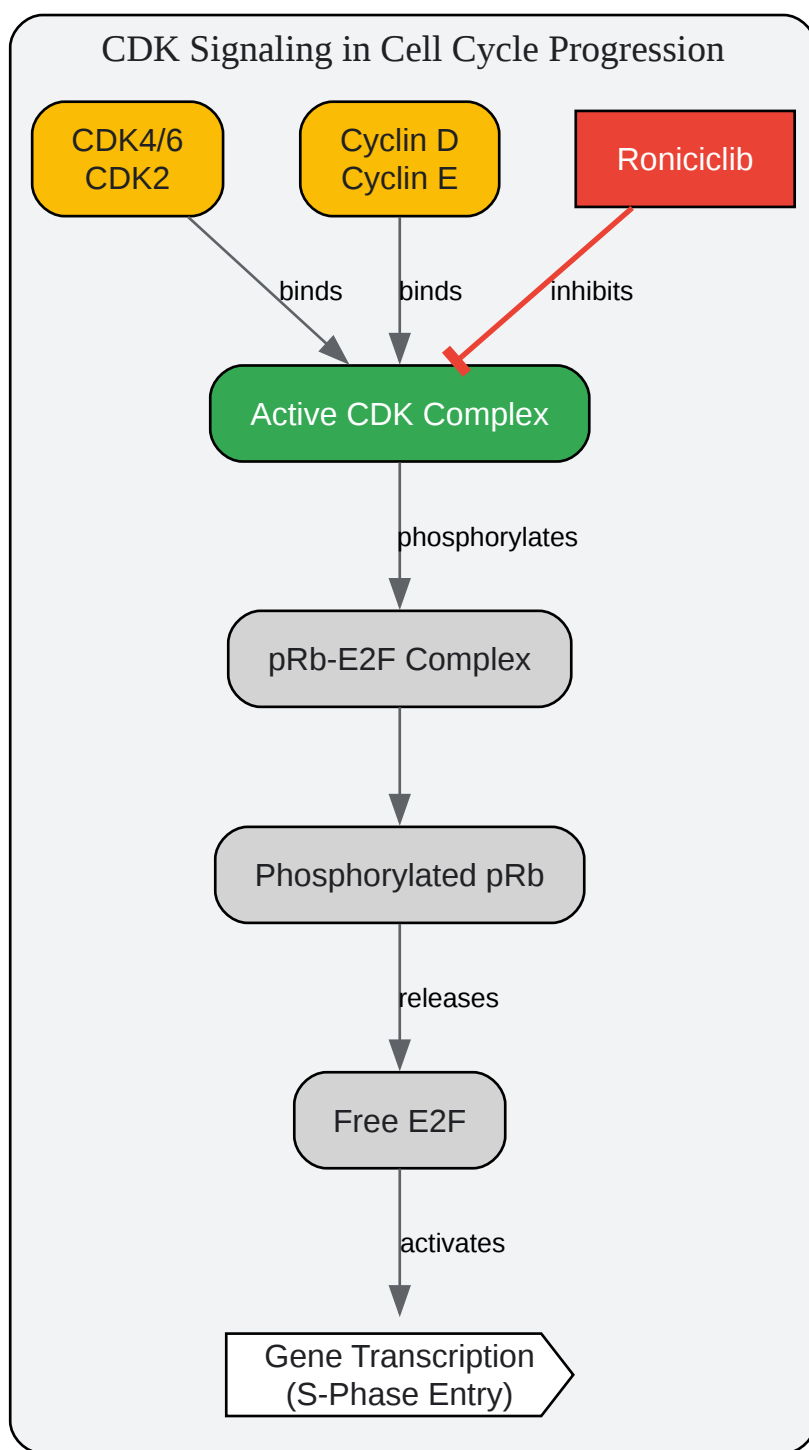 CDK Signaling in Cell Cycle Progression
CDK4/6
CDK2
Cyclin D
Cyclin E
Roniciclib
binds
binds
inhibits
Active CDK Complex
phosphorylates
pRb-E2F Complex
Phosphorylated pRb
releases
Free E2F
activates
Gene Transcription
(S-Phase Entry)